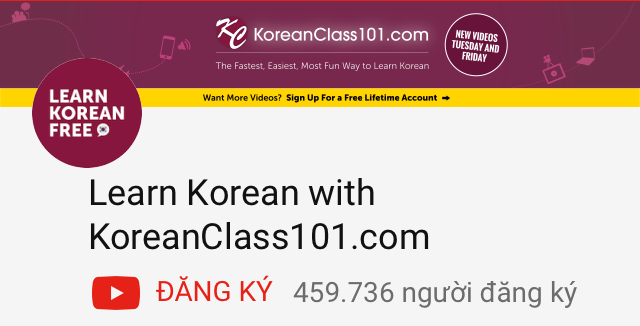 KC KoreanClass101.com
The Fastest, Easiest, Most Fun Way to Learn Korean
NEW VIDEOS
TUESDAY AND
FRIDAY
Want More Videos? Sign Up For a Free Lifetime Account →
LEARN
KOREAN
FREE
Learn Korean with
KoreanClass101.com
ĐĂNG KÝ 459.736 người đăng ký